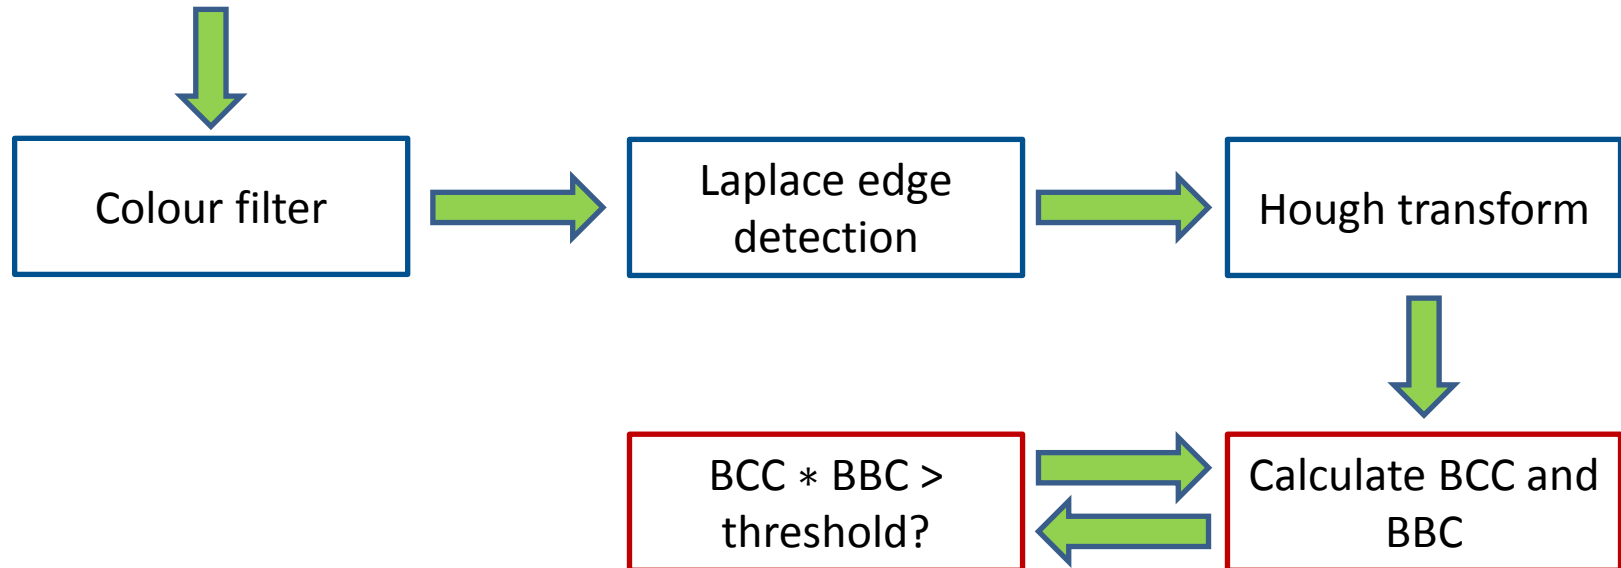 Colour filter
Laplace edge
detection
Hough transform
BCC ∗ BBC >
threshold?
Calculate BCC and
BBC